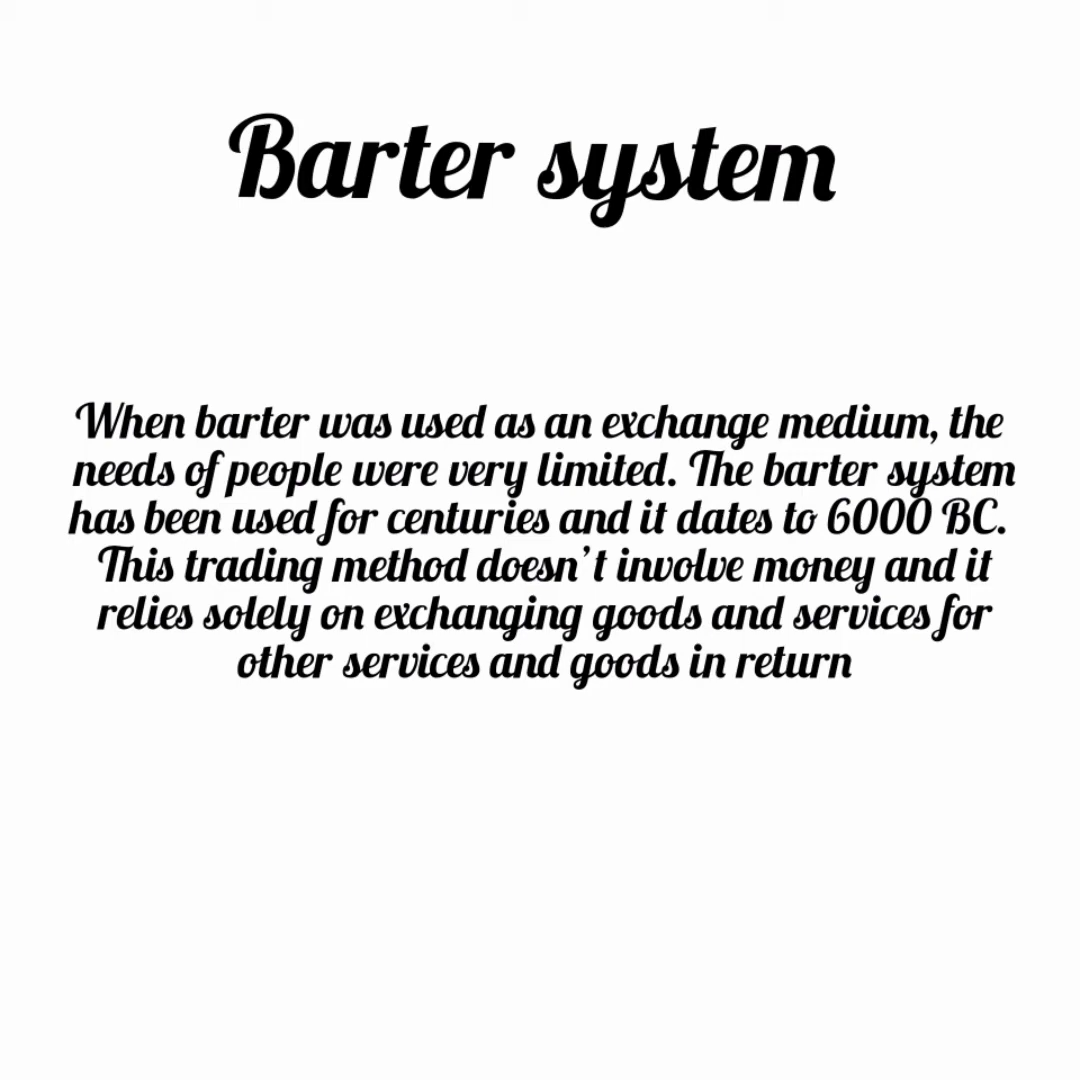 Barter system
When barter was used as an exchange medium, the
needs of people were very limited. The barter system
has been used for centuries and it dates to 6000 BC.
This trading method doesn't involve money and it
relies solely on exchanging goods and services for
other services and goods in return